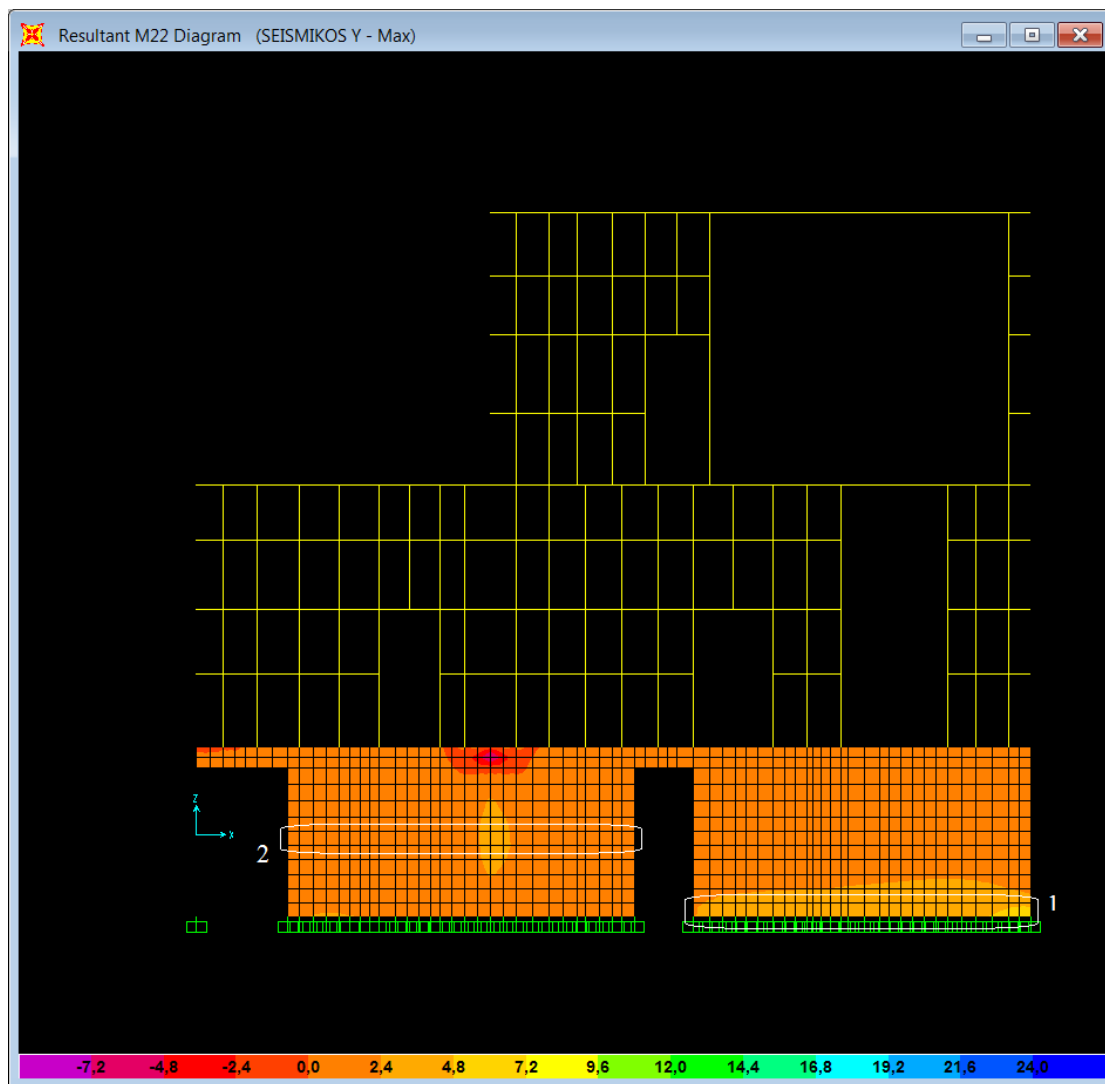 Resultant M22 Diagram (SEISMIKOS Y - Max)
Z
X
2
1
-7,2 -4,8 -2,4 0,0 2,4 4,8 7,2 9,6 12,0 14,4 16,8 19,2 21,6 24,0